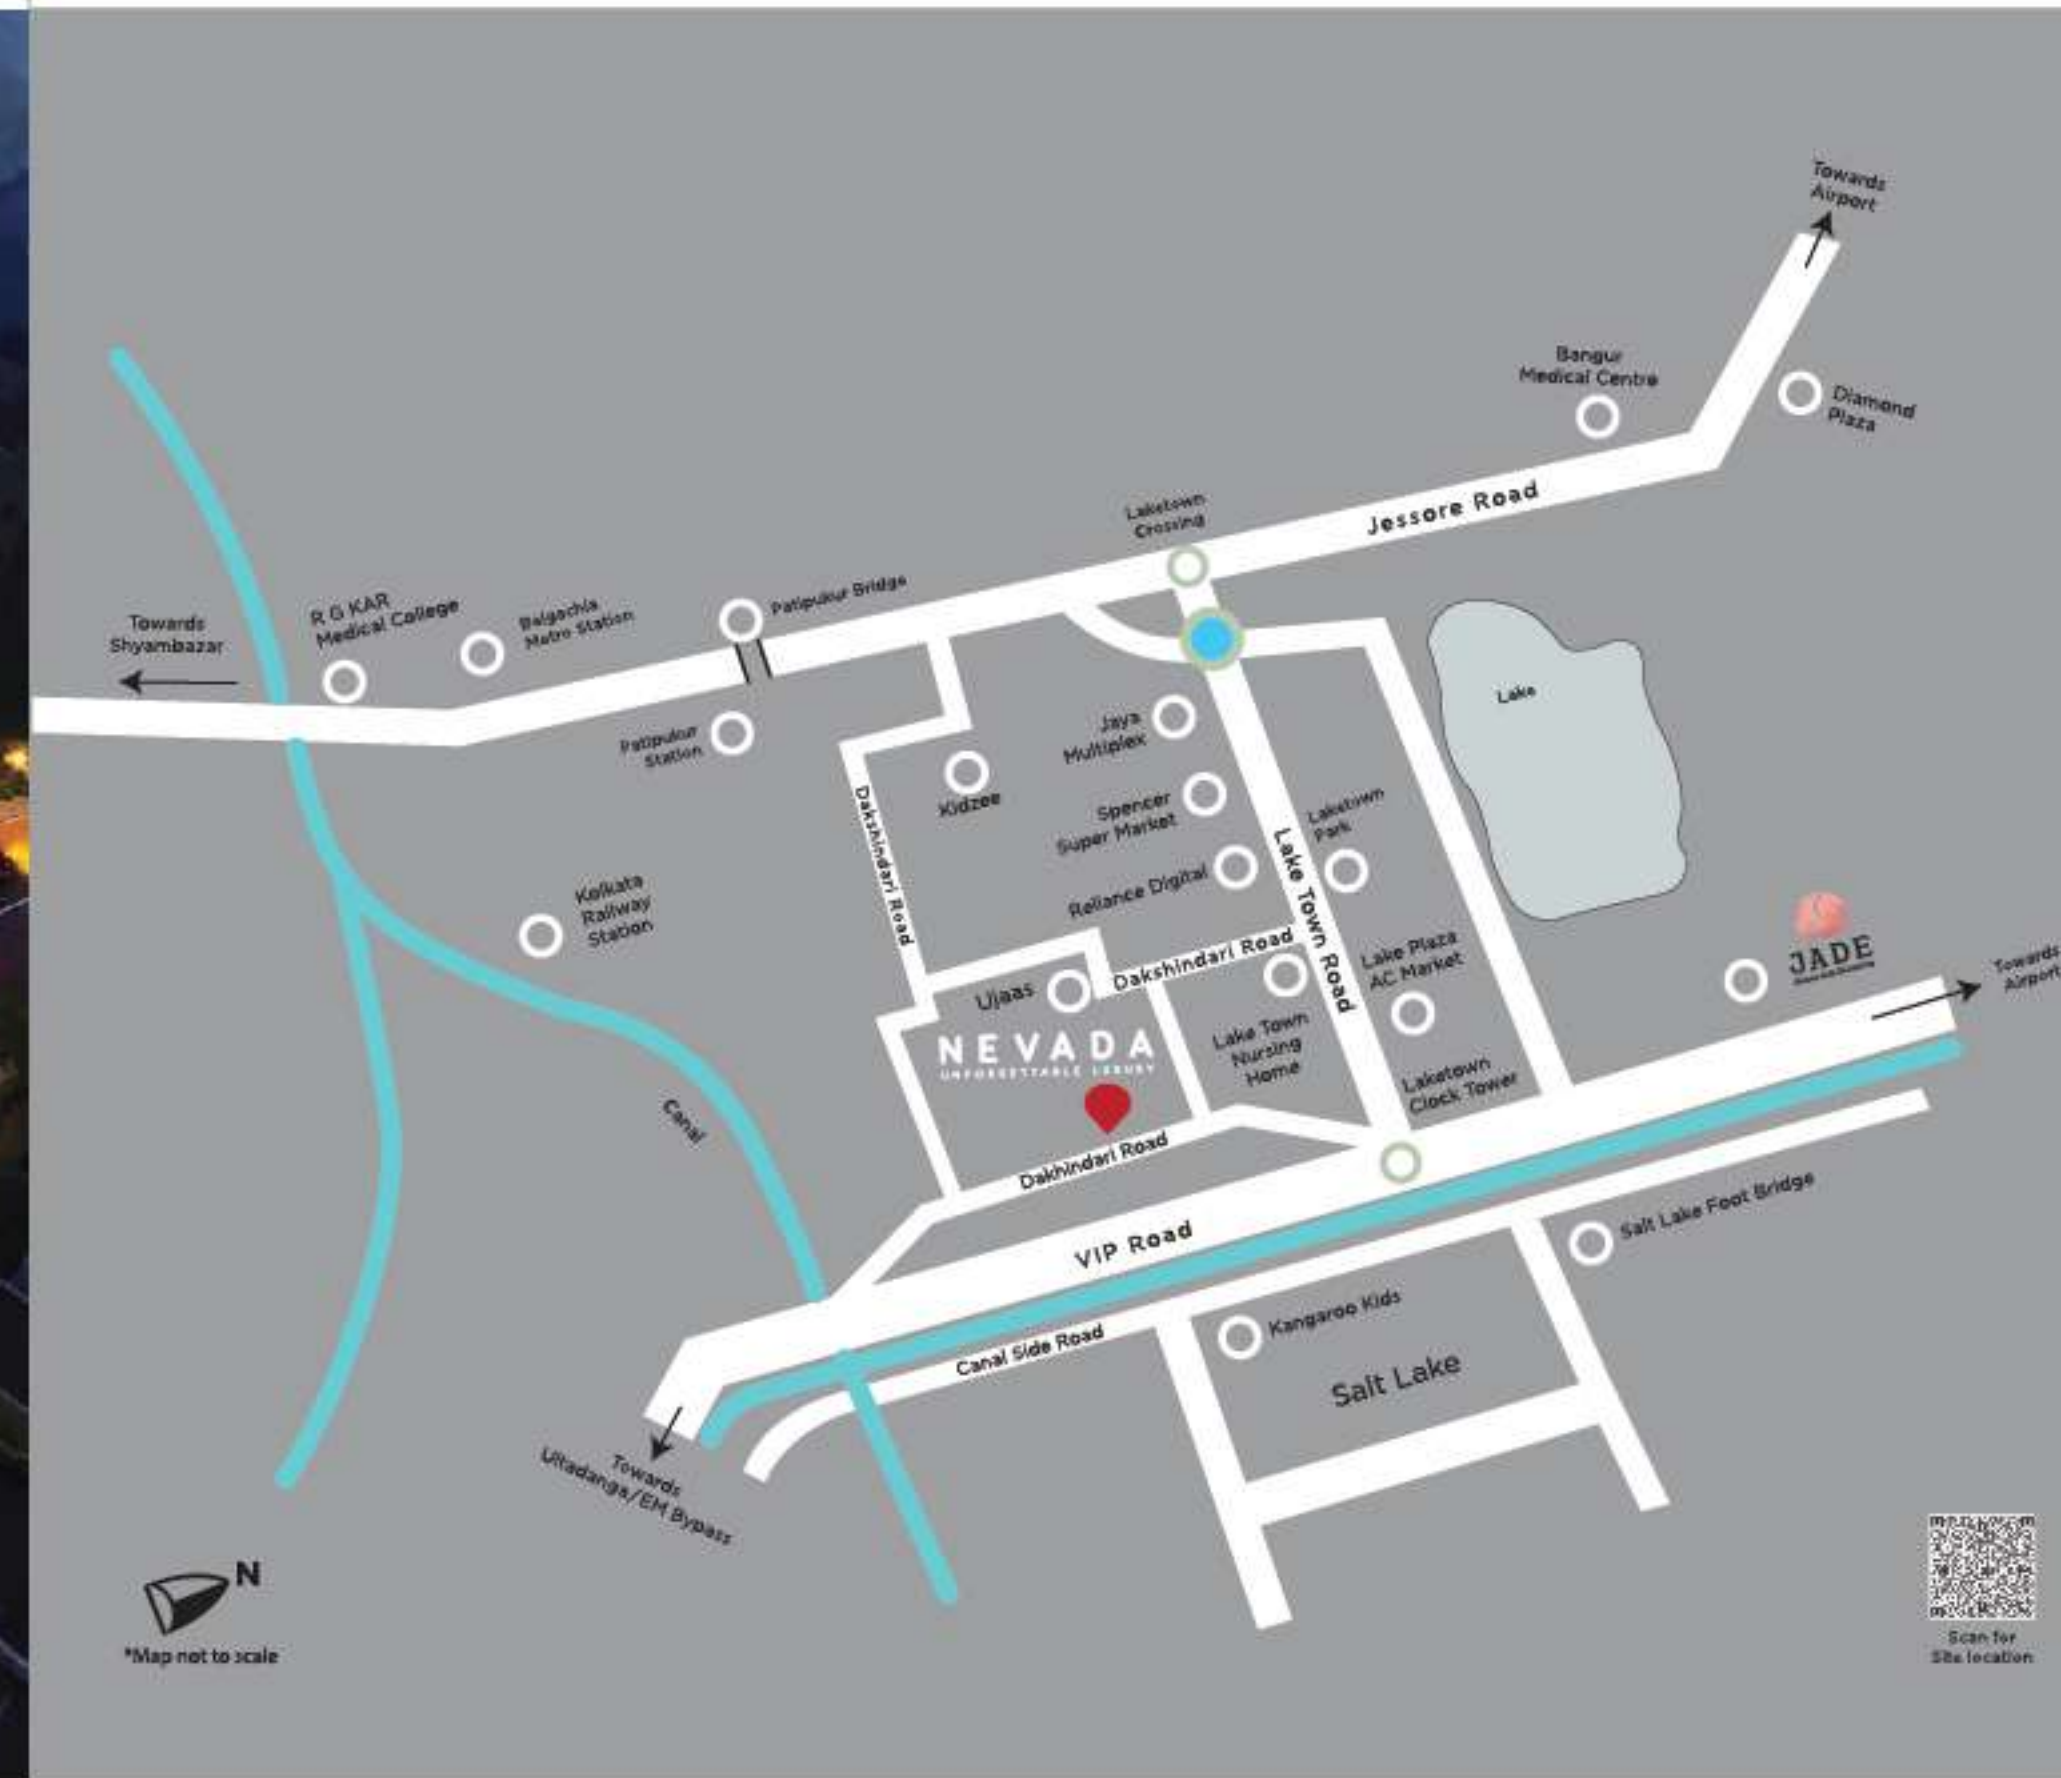 Towards
Airport
Bangur
Medical Centre
Diamond
Plaza
Laketown
Crossing
Jessore Road
Patipukur Bridge
Belgachia
Metro Station
R G KAR
Medical College
Towards
Shyambazar
Patipukur
Station
Jaya
Multiplex
Lake
Kidzee
Spencer
Super Market
Laketown
Park
Dakshindari Road
Reliance Digital
Lake Town Road
Kolkata
Railway
Station
Dakshindari Road
Lake Plaza
AC Market
JADE
Towards
Airport
Ujaas
NEVADA
UNFORGETTABLE LUXURY
Lake Town
Nursing
Home
Laketown
Clock Tower
Canal
Dakhindari Road
VIP Road
Salt Lake Foot Bridge
Canal Side Road
Kangaroo Kids
Salt Lake
Towards
Ultadanga/EM Bypass
N
*Map not to scale
Scan for
Site location